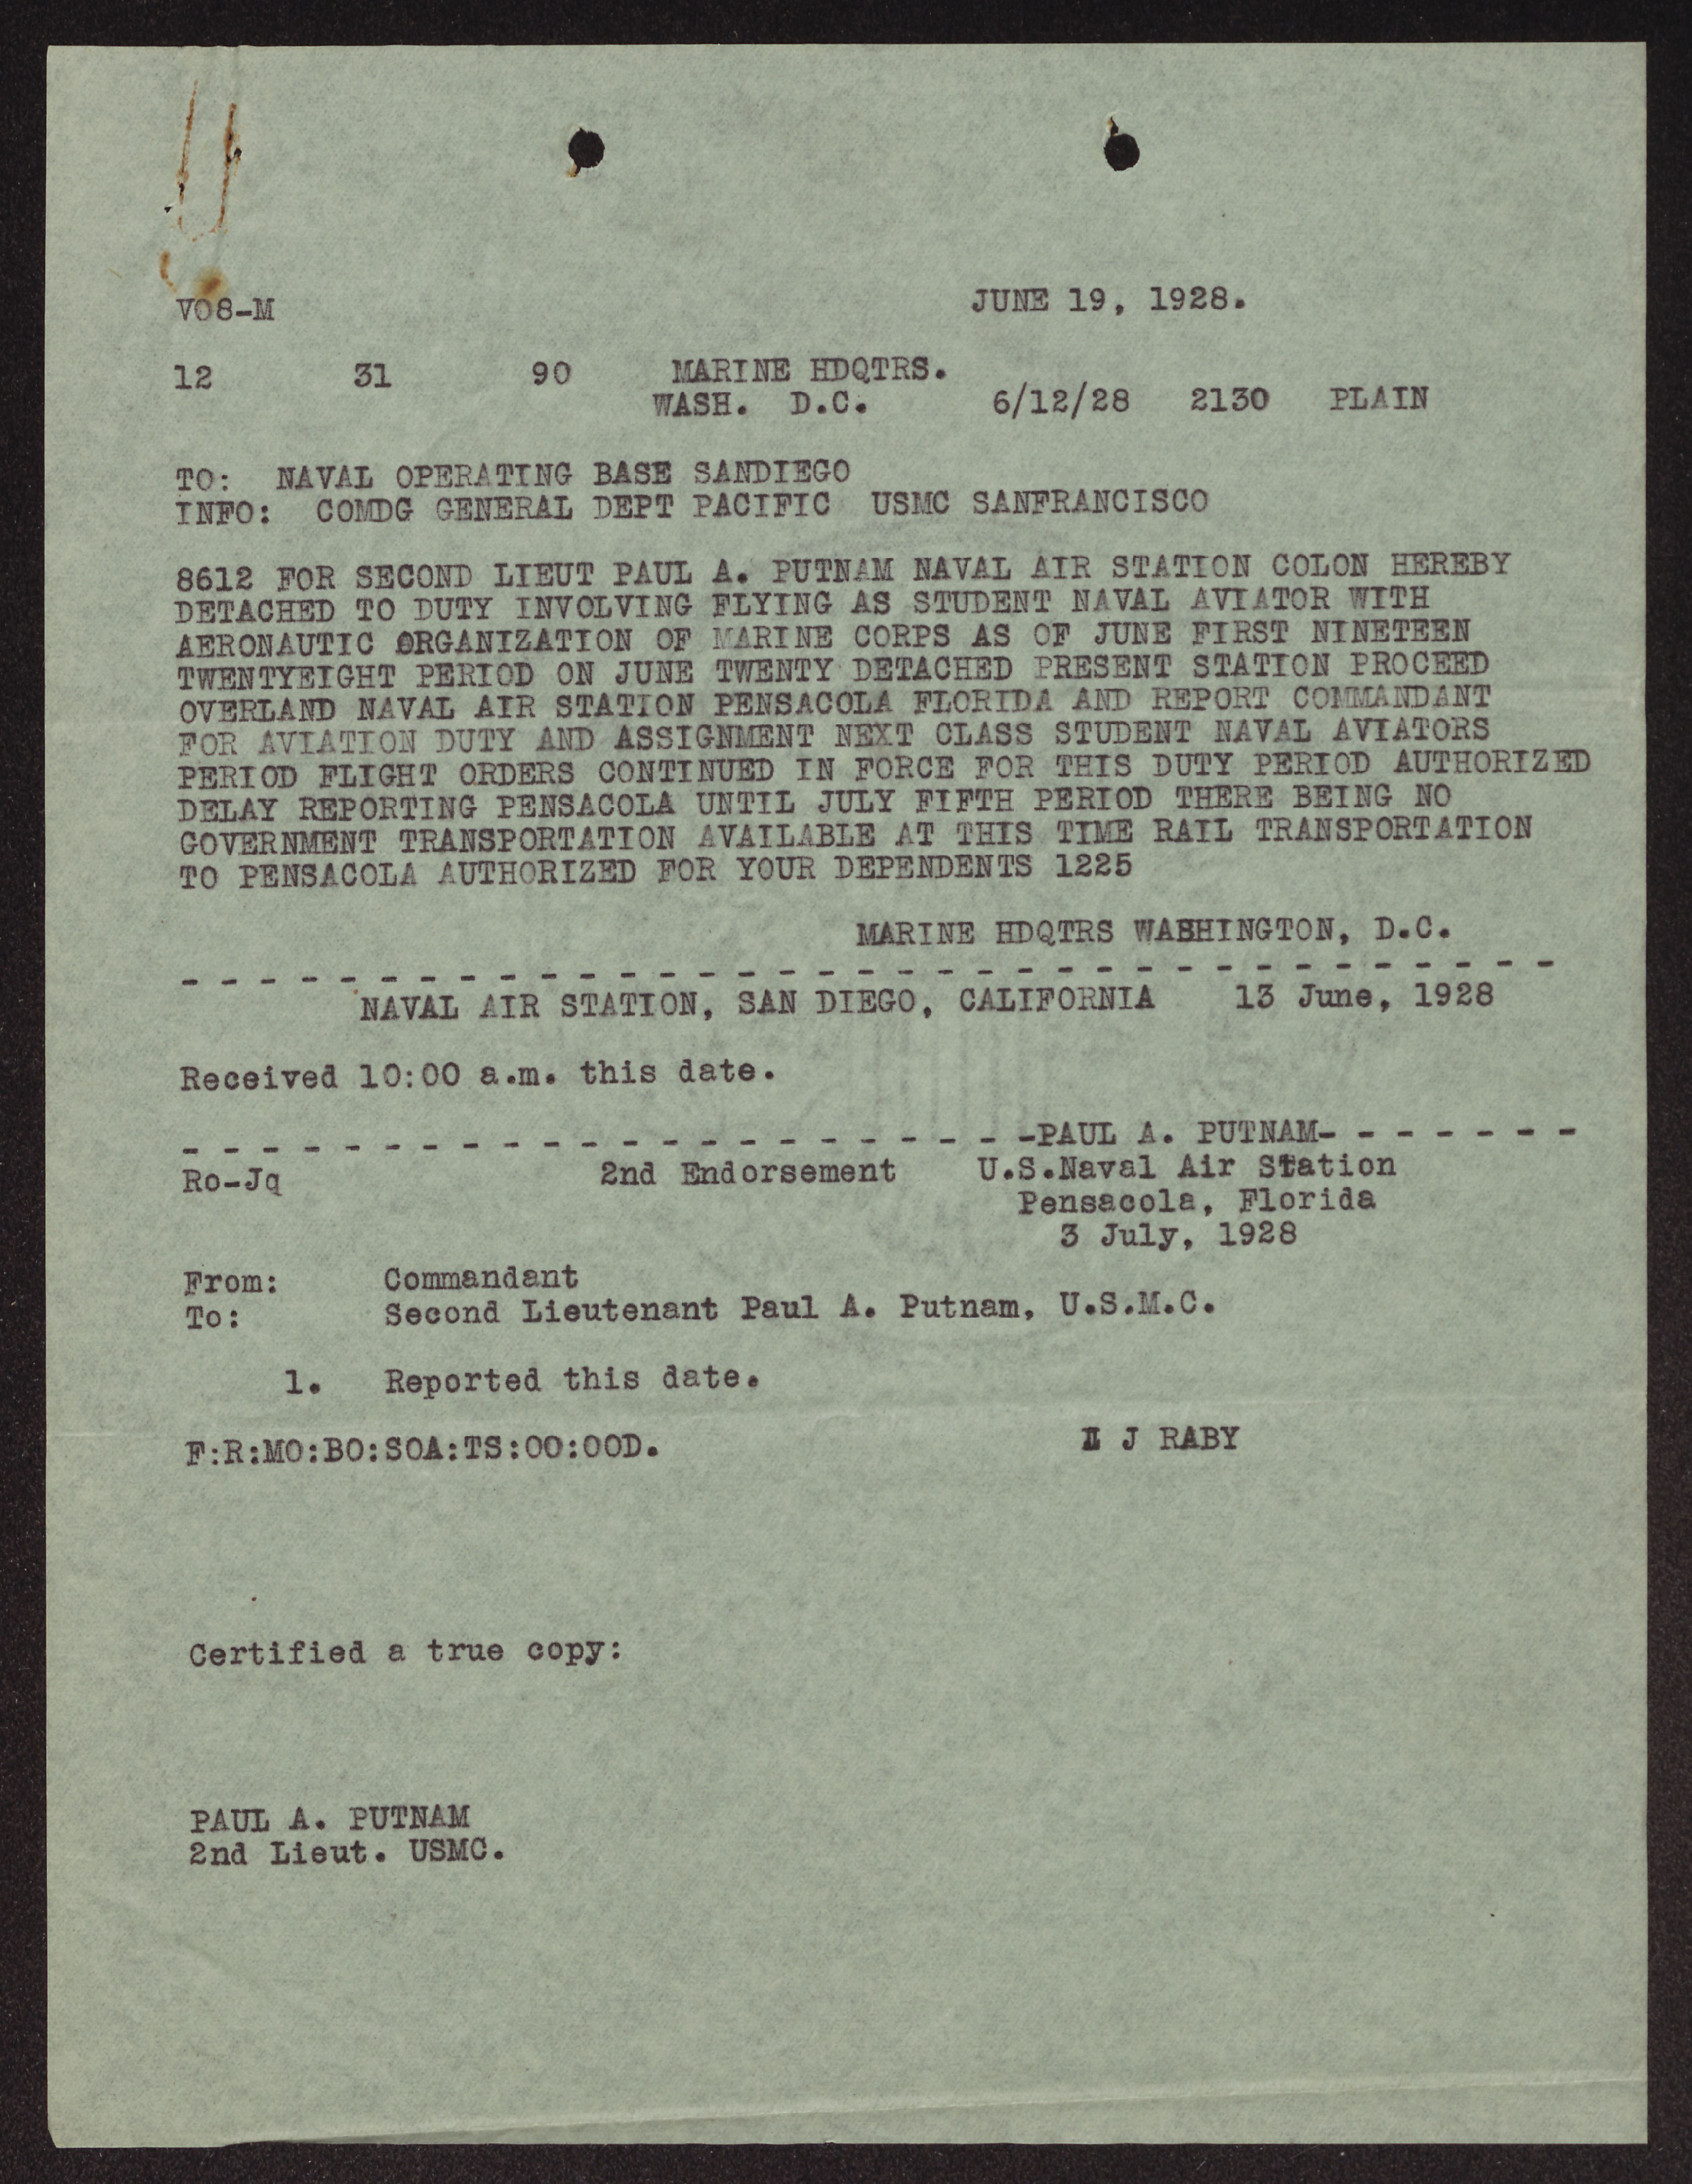 VO8-M JUNE 19, 1928.
12 31 90 MARINE HDQTRS.
WASH. D.C. 6/12/28 2130 PLAIN
TO: NAVAL OPERATING BASE SANDIEGO
INFO: COMDG GENERAL DEPT PACIFIC USMC SANFRANCISCO
8612 FOR SECOND LIEUT PAUL A. PUTNAM NAVAL AIR STATION COLON HEREBY
DETACHED TO DUTY INVOLVING FLYING AS STUDENT NAVAL AVIATOR WITH
AERONAUTIC ORGANIZATION OF MARINE CORPS AS OF JUNE FIRST NINETEEN
TWENTYEIGHT PERIOD ON JUNE TWENTY DETACHED PRESENT STATION PROCEED
OVERLAND NAVAL AIR STATION PENSACOLA FLORIDA AND REPORT COMMANDANT
FOR AVIATION DUTY AND ASSIGNMENT NEXT CLASS STUDENT NAVAL AVIATORS
PERIOD FLIGHT ORDERS CONTINUED IN FORCE FOR THIS DUTY PERIOD AUTHORIZED
DELAY REPORTING PENSACOLA UNTIL JULY FIFTH PERIOD THERE BEING NO
GOVERNMENT TRANSPORTATION AVAILABLE AT THIS TIME RAIL TRANSPORTATION
TO PENSACOLA AUTHORIZED FOR YOUR DEPENDENTS 1225
MARINE HDQTRS WASHINGTON, D.C.
- - - - - - - - - - - - - - - - - - - - - - - - - - - - - - - - - - -
NAVAL AIR STATION, SAN DIEGO, CALIFORNIA 13 June, 1928
Received 10:00 a.m. this date.
- - - - - - - - - - - - - - - - - - - - - -PAUL A. PUTNAM- - - - - - -
Ro-Jq 2nd Endorsement U.S.Naval Air Station
Pensacola, Florida
3 July, 1928
From: Commandant
To: Second Lieutenant Paul A. Putnam, U.S.M.C.
1. Reported this date.
F:R:MO:BO:SOA:TS:OO:OOD. J RABY
Certified a true copy:
PAUL A. PUTNAM
2nd Lieut. USMC.